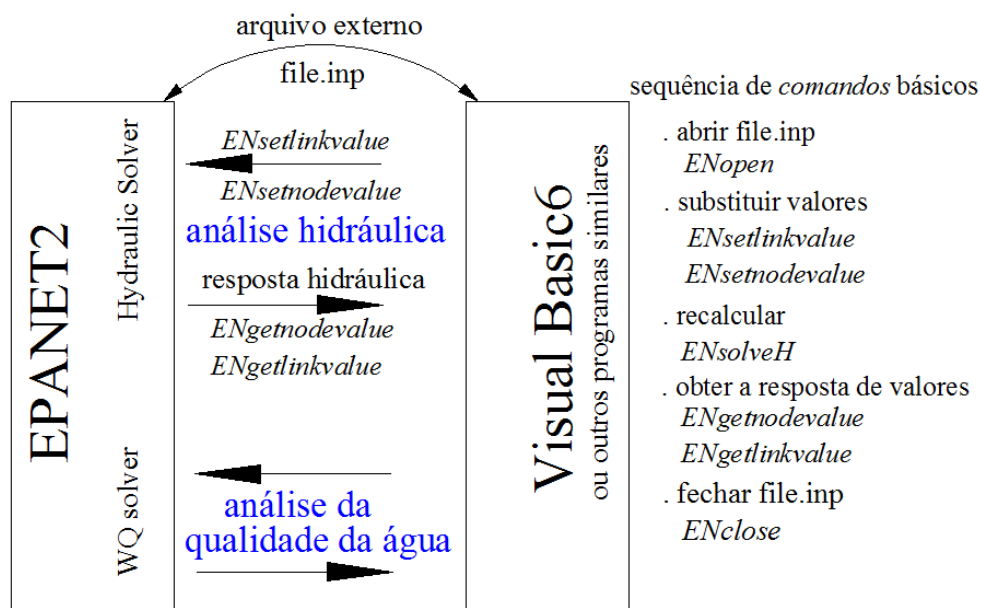 arquivo externo
file.inp
EPANET2
Hydraulic Solver
WQ solver
ENsetlinkvalue
ENsetnodevalue
análise hidráulica
resposta hidráulica
ENgetnodevalue
ENgetlinkvalue
análise da
qualidade da água
Visual Basic6
ou outros programas similares
sequência de comandos básicos
. abrir file.inp
ENopen
. substituir valores
ENsetlinkvalue
ENsetnodevalue
. recalcular
ENsolveH
. obter a resposta de valores
ENgetnodevalue
ENgetlinkvalue
. fechar file.inp
ENclose